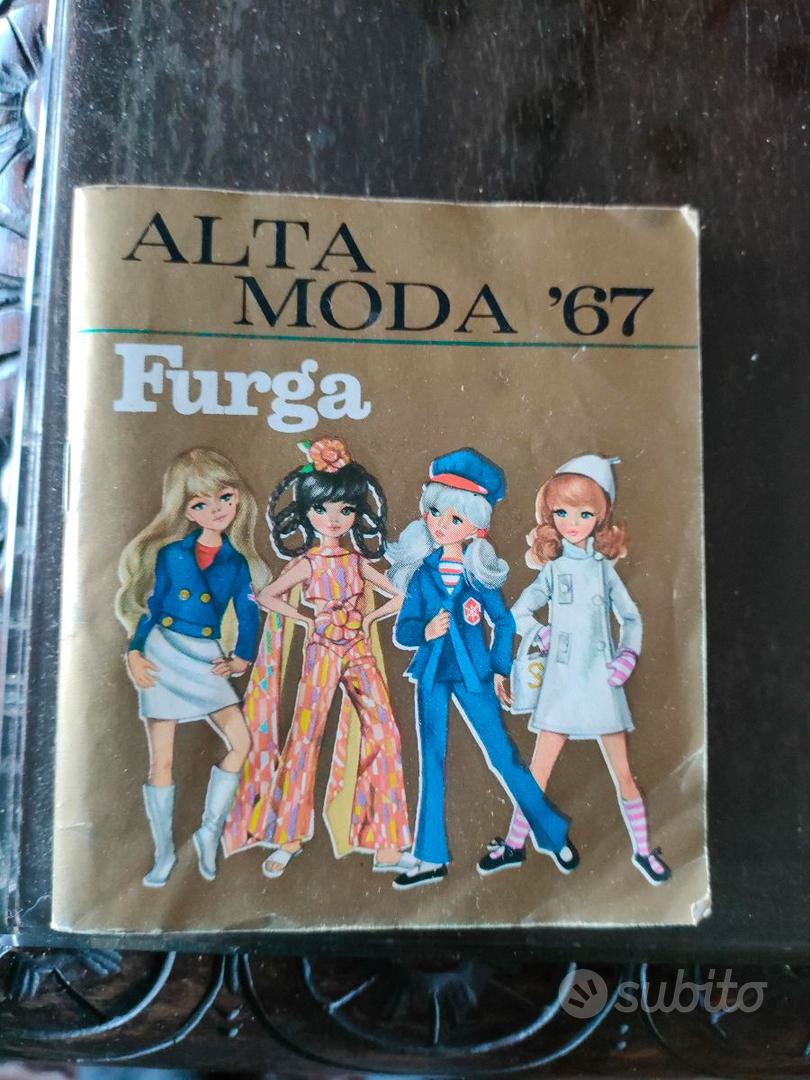 ALTA
MODA '67
Furga
subito